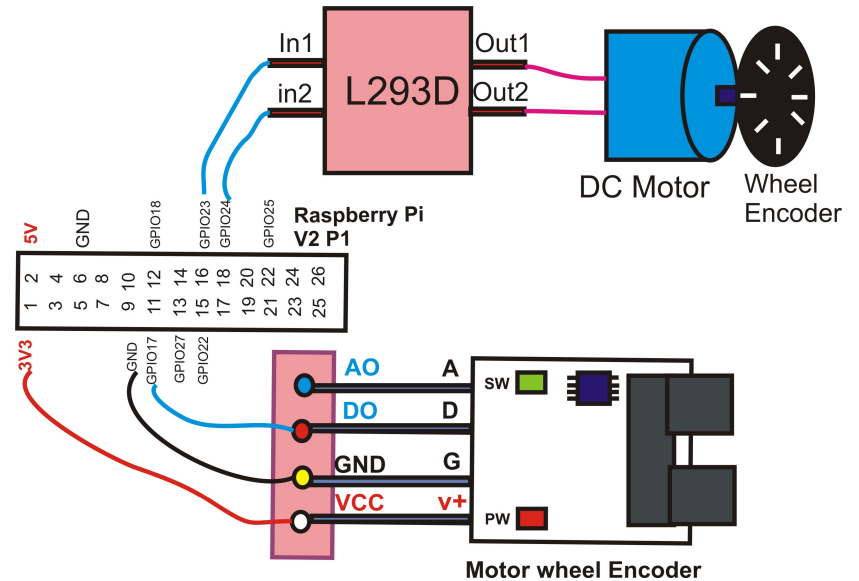 In1
in2
L293D
Out1
Out2
DC Motor
Wheel
Encoder
5V
GND
GPIO18
GPIO23
GPIO24
GPIO25
Raspberry Pi
V2 P1
2 4 6 8 10 12 14 16 18 20 22 24 26
1 3 5 7 9 11 13 15 17 19 21 23 25
3V3
GND
GPIO17
GPIO27
GPIO22
AO
A
DO
D
GND
G
VCC
v+
SW
PW
Motor wheel Encoder